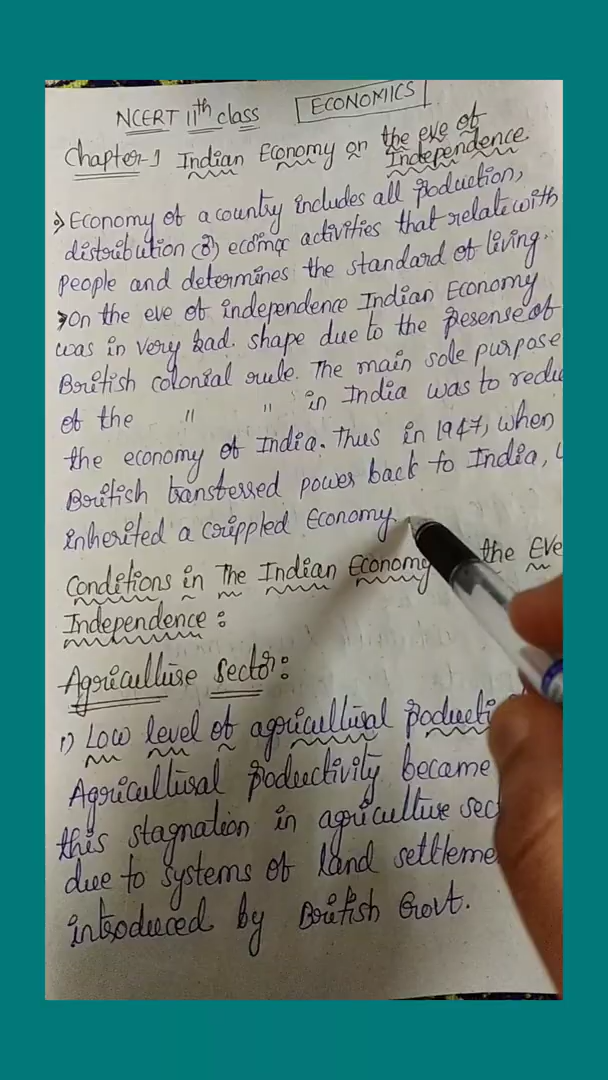 NCERT 11th class ECONOMICS
Chapter-1 Indian Economy on the eve of Independence
Economy of a country includes all production,
distribution (or) economic activities that relate with
people and determines the standard of living.
On the eve of independence Indian Economy
was in very bad. shape due to the presense of
British colonial rule. The main sole purpose
of the " " in India was to redu
the economy of India. Thus in 1947, when
British transferred power back to India,
inherited a crippled Economy
Conditions in The Indian Economy the Eve
Independence :
Agriculture sector:
1) Low level of agricultural
Agricultural productivity became
this stagnation in agriculture sec
due to systems of land settleme
introduced by British Govt.